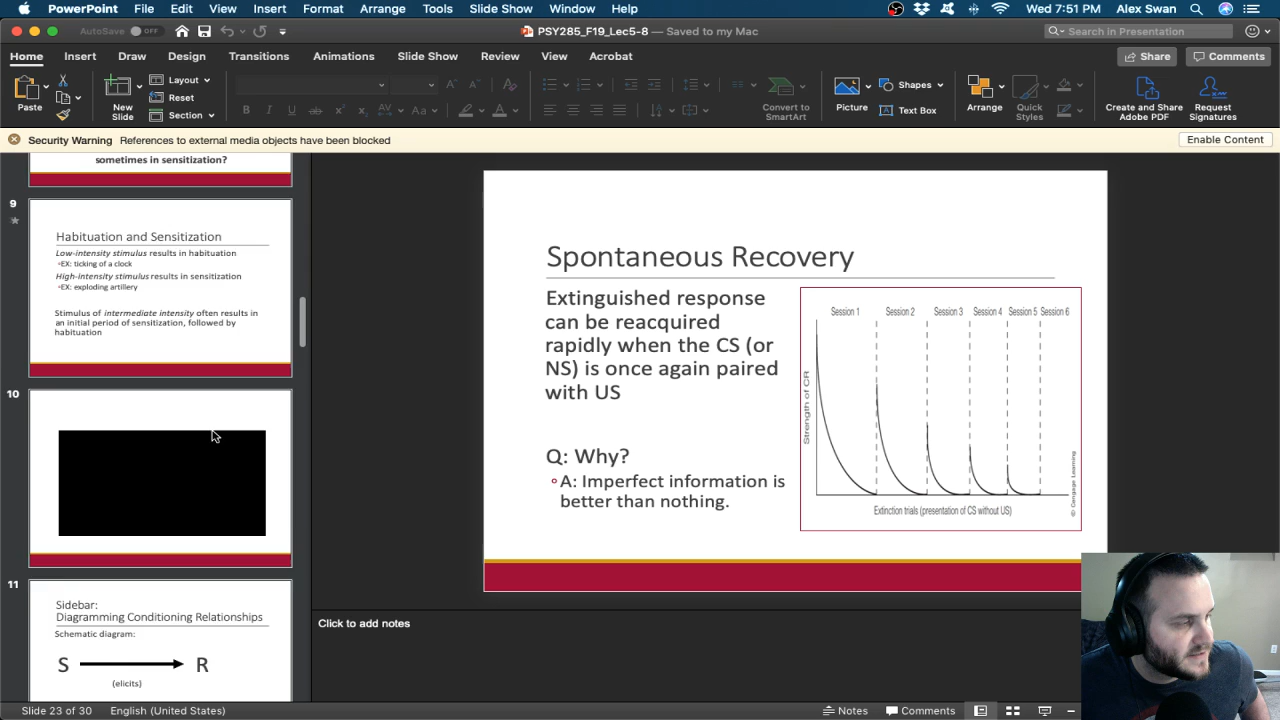 PowerPoint File Edit View Insert Format Arrange Tools Slide Show Window Help Wed 7:51 PM Alex Swan
AutoSave OFF PSY285_F19_Lec5-8 — Saved to my Mac Search in Presentation
Home Insert Draw Design Transitions Animations Slide Show Review View Acrobat Share Comments
Paste New Slide Layout Reset Section Convert to SmartArt Picture Shapes Text Box Arrange Quick Styles Create and Share Adobe PDF Request Signatures
Security Warning References to external media objects have been blocked Enable Content
sometimes in sensitization?
9
Habituation and Sensitization
Low-intensity stimulus results in habituation
EX: ticking of a clock
High-intensity stimulus results in sensitization
EX: exploding artillery
Stimulus of intermediate intensity often results in
an initial period of sensitization, followed by
habituation
10
11
Sidebar:
Diagramming Conditioning Relationships
Schematic diagram:
S R
(elicits)
Spontaneous Recovery
Extinguished response
can be reacquired
rapidly when the CS (or
NS) is once again paired
with US
Q: Why?
A: Imperfect information is
better than nothing.
Session 1 Session 2 Session 3 Session 4 Session 5 Session 6
Strength of CR
Extinction trials (presentation of CS without US)
© Cengage Learning
Click to add notes
Slide 23 of 30 English (United States) Notes Comments